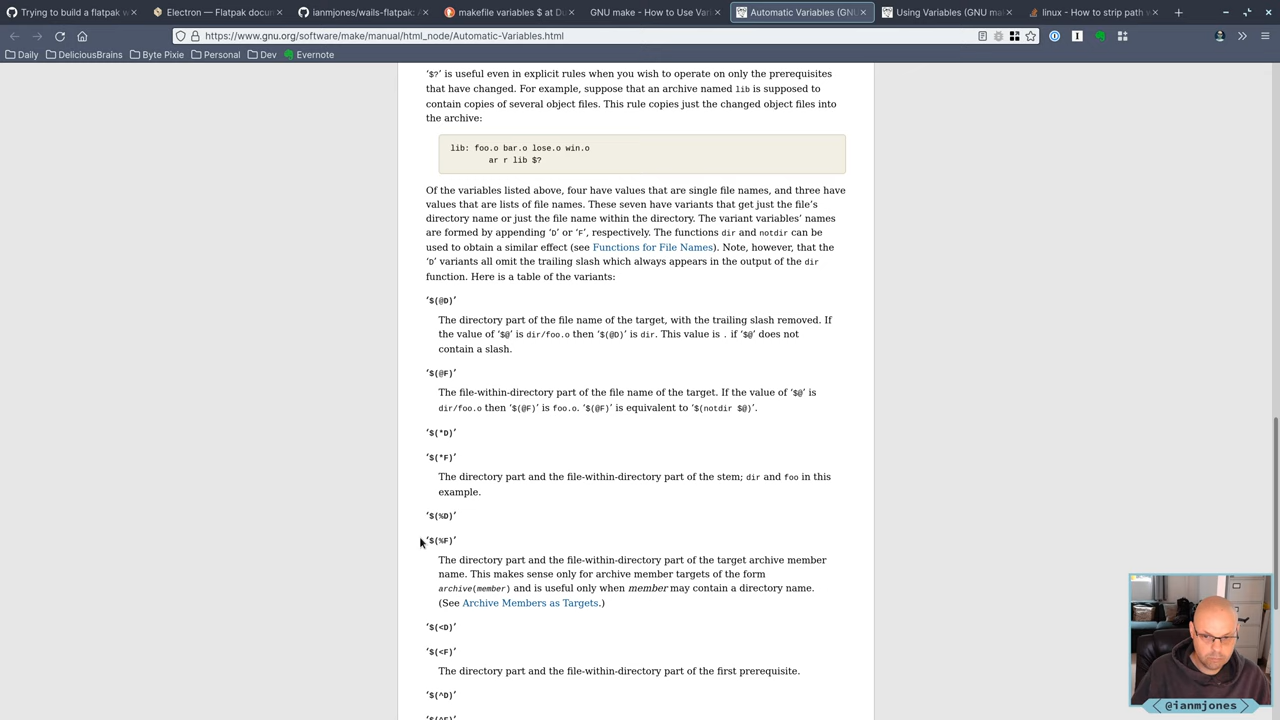 Trying to build a flatpak w
Electron — Flatpak docu
ianmjones/wails-flatpak:
makefile variables $ at Du
GNU make - How to Use Vari
Automatic Variables (GNU
Using Variables (GNU ma
linux - How to strip path w
https://www.gnu.org/software/make/manual/html_node/Automatic-Variables.html
Daily
DeliciousBrains
Byte Pixie
Personal
Dev
Evernote
‘$?’ is useful even in explicit rules when you wish to operate on only the prerequisites
that have changed. For example, suppose that an archive named lib is supposed to
contain copies of several object files. This rule copies just the changed object files into
the archive:
lib: foo.o bar.o lose.o win.o
ar r lib $?
Of the variables listed above, four have values that are single file names, and three have
values that are lists of file names. These seven have variants that get just the file’s
directory name or just the file name within the directory. The variant variables’ names
are formed by appending ‘D’ or ‘F’, respectively. The functions dir and notdir can be
used to obtain a similar effect (see Functions for File Names). Note, however, that the
‘D’ variants all omit the trailing slash which always appears in the output of the dir
function. Here is a table of the variants:
‘$(@D)’
The directory part of the file name of the target, with the trailing slash removed. If
the value of ‘$@’ is dir/foo.o then ‘$(@D)’ is dir. This value is . if ‘$@’ does not
contain a slash.
‘$(@F)’
The file-within-directory part of the file name of the target. If the value of ‘$@’ is
dir/foo.o then ‘$(@F)’ is foo.o. ‘$(@F)’ is equivalent to ‘$(notdir $@)’.
‘$(*D)’
‘$(*F)’
The directory part and the file-within-directory part of the stem; dir and foo in this
example.
‘$(%D)’
‘$(%F)’
The directory part and the file-within-directory part of the target archive member
name. This makes sense only for archive member targets of the form
archive(member) and is useful only when member may contain a directory name.
(See Archive Members as Targets.)
‘$(<D)’
‘$(<F)’
The directory part and the file-within-directory part of the first prerequisite.
‘$(^D)’
@ianmjones